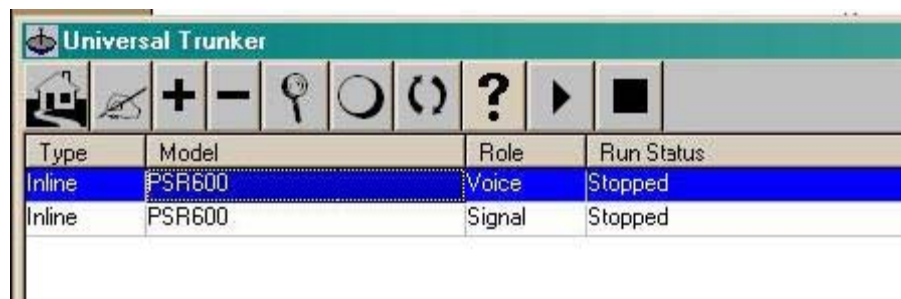 Universal Trunker
+ - ?
Type Model Role Run Status
Inline PSR600 Voice Stopped
Inline PSR600 Signal Stopped